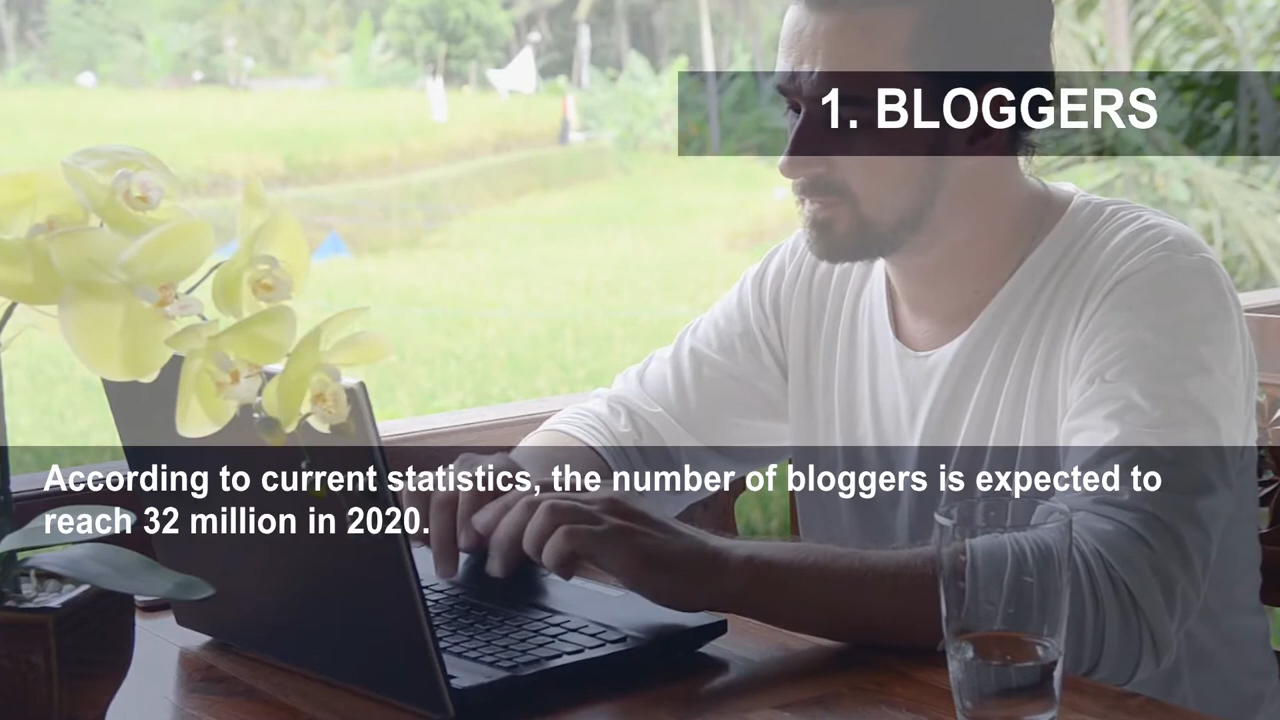 1. BLOGGERS
According to current statistics, the number of bloggers is expected to
reach 32 million in 2020.